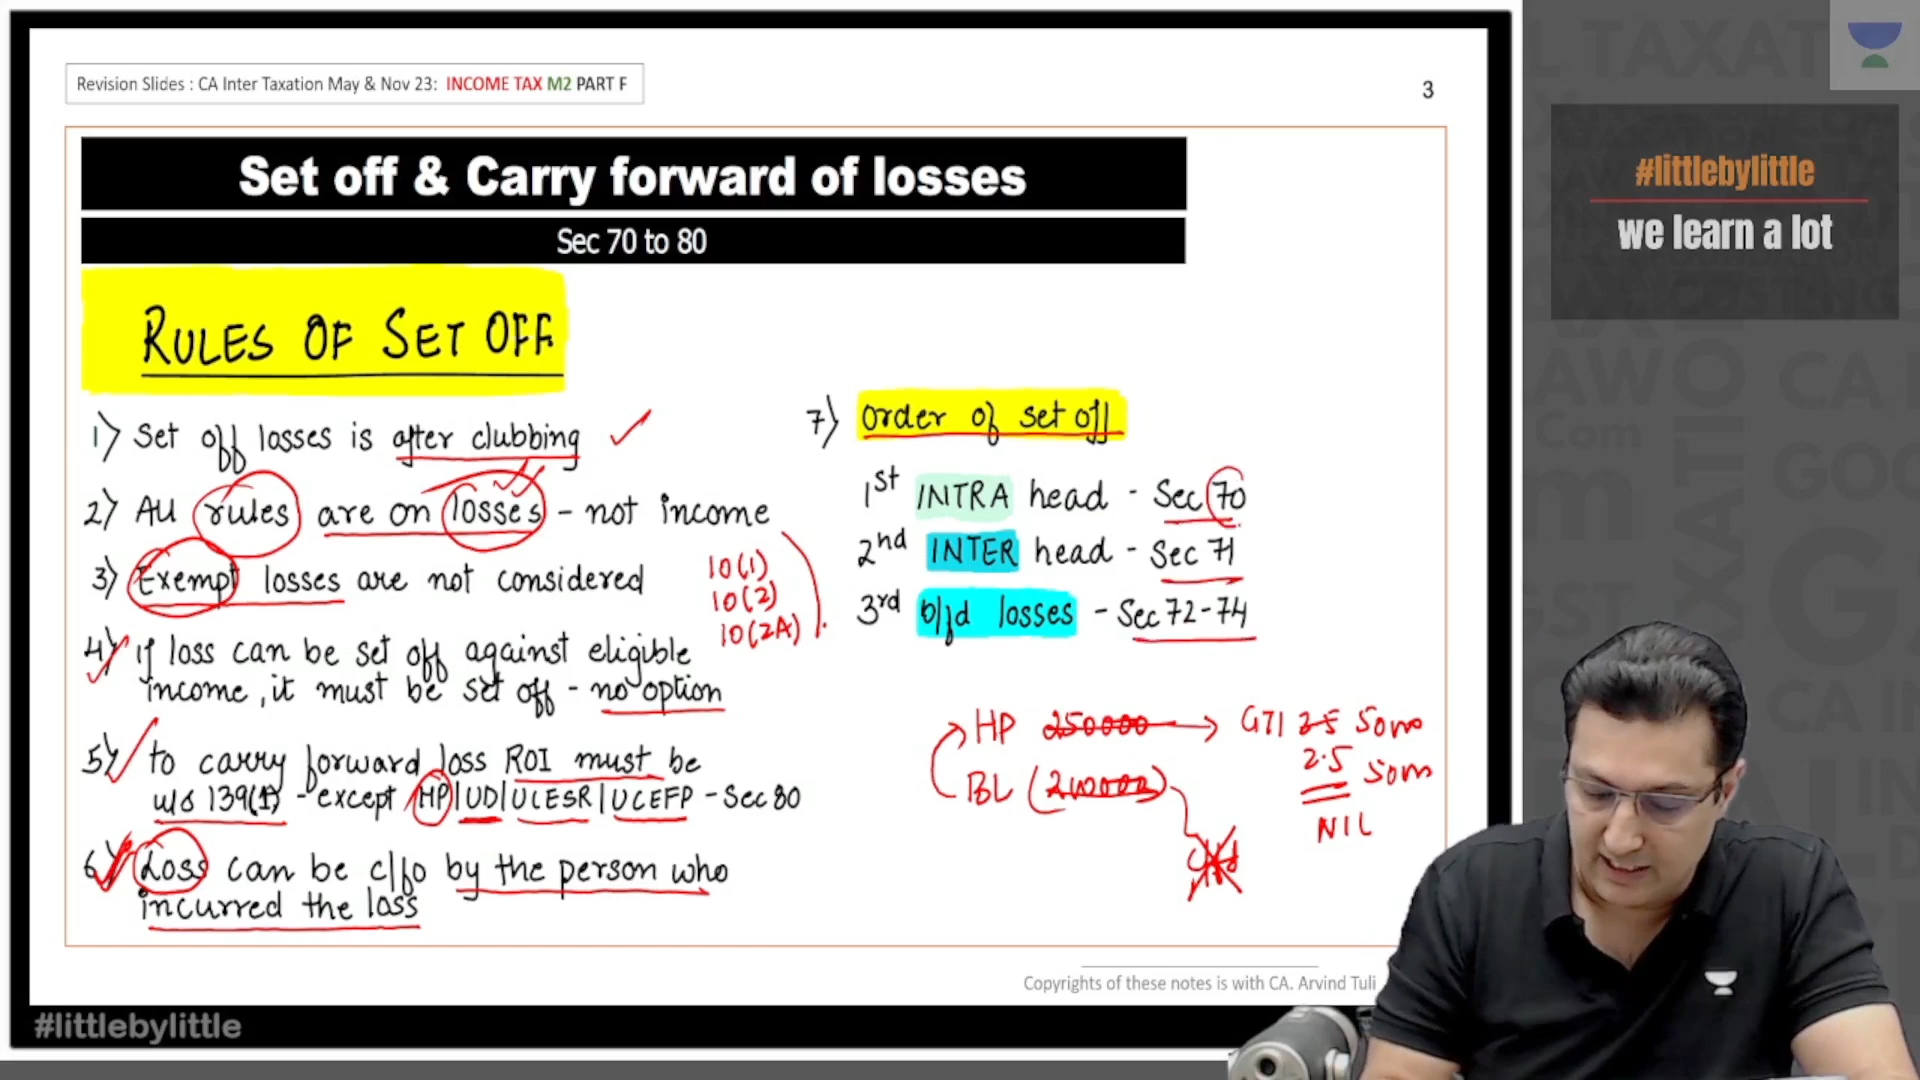 Revision Slides : CA Inter Taxation May & Nov 23: INCOME TAX M2 PART F
3
Set off & Carry forward of losses
Sec 70 to 80
RULES OF SET OFF
1) Set off losses is after clubbing
2) All rules are on losses - not income
3) Exempt losses are not considered
10(1)
10(2)
10(2A)
4) if loss can be set off against eligible
income, it must be set off - no option
5) to carry forward loss ROI must be
u/s 139(1) - except HP|UD|UCESR|UCEFP - Sec 80
6) Loss can be c/fo by the person who
incurred the loss
7) Order of set off
1st INTRA head - Sec 70
2nd INTER head - Sec 71
3rd b/fd losses - Sec 72-74
HP 250000 → GTI 2.5 50000
2.5 50000
BL (200000)
NIL
Copyrights of these notes is with CA. Arvind Tuli
#littlebylittle
#littlebylittle
we learn a lot